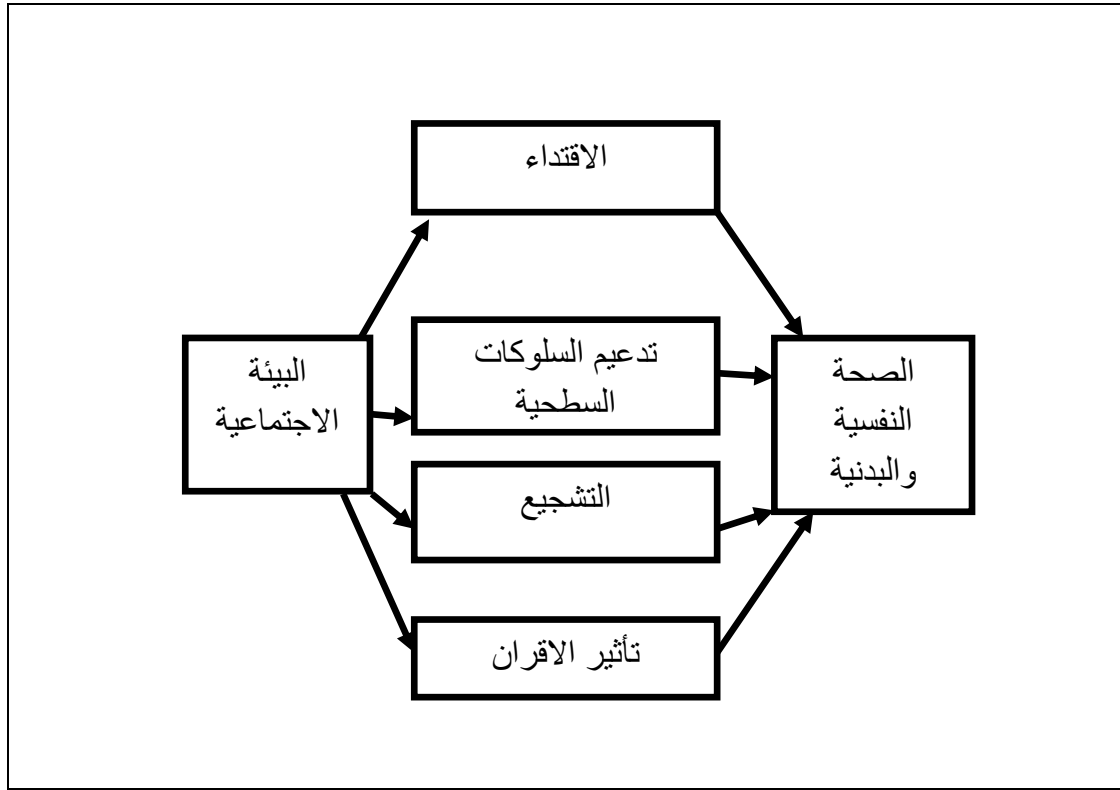 الاقتداء
تدعيم السلوكات
السطحية
البيئة
الاجتماعية
الصحة
النفسية
والبدنية
التشجيع
تأثير الاقران